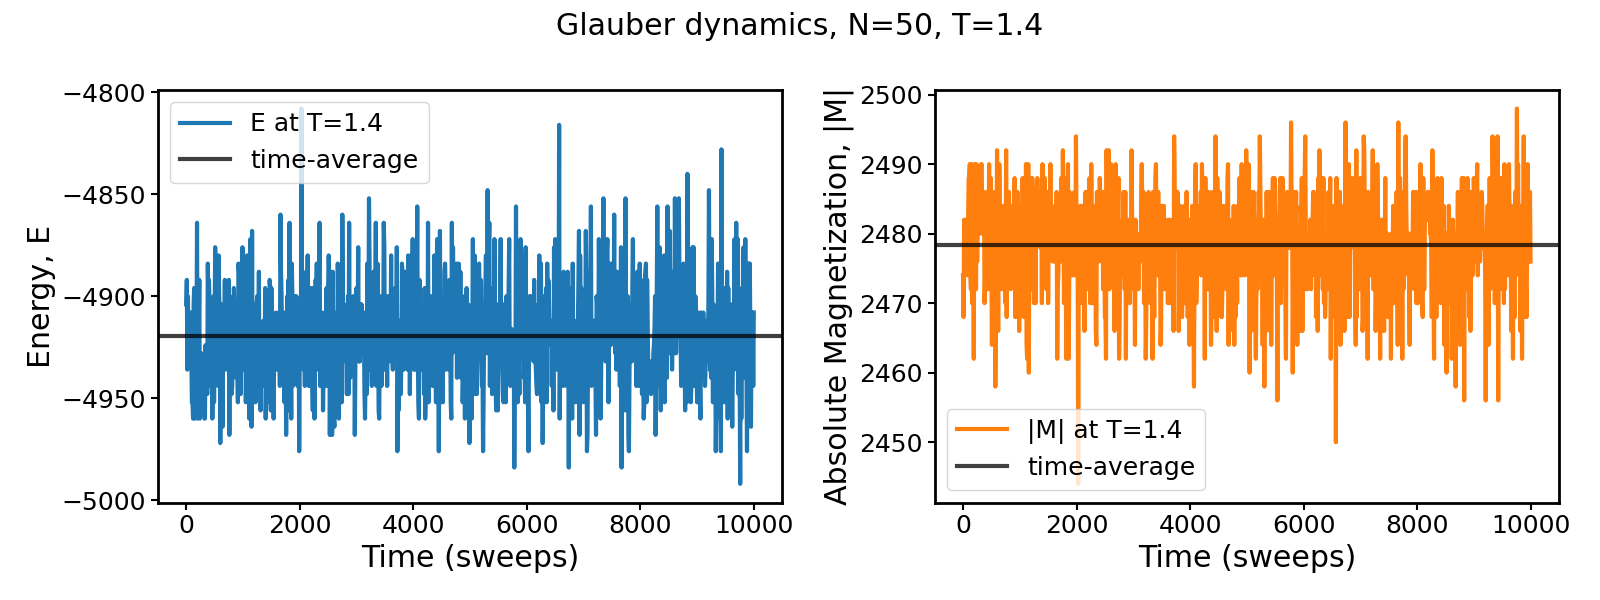 Glauber dynamics, N=50, T=1.4
Energy, E
−4800
−4850
−4900
−4950
−5000
E at T=1.4
time-average
0 2000 4000 6000 8000 10000
Time (sweeps)
Absolute Magnetization, |M|
2500
2490
2480
2470
2460
2450
|M| at T=1.4
time-average
0 2000 4000 6000 8000 10000
Time (sweeps)